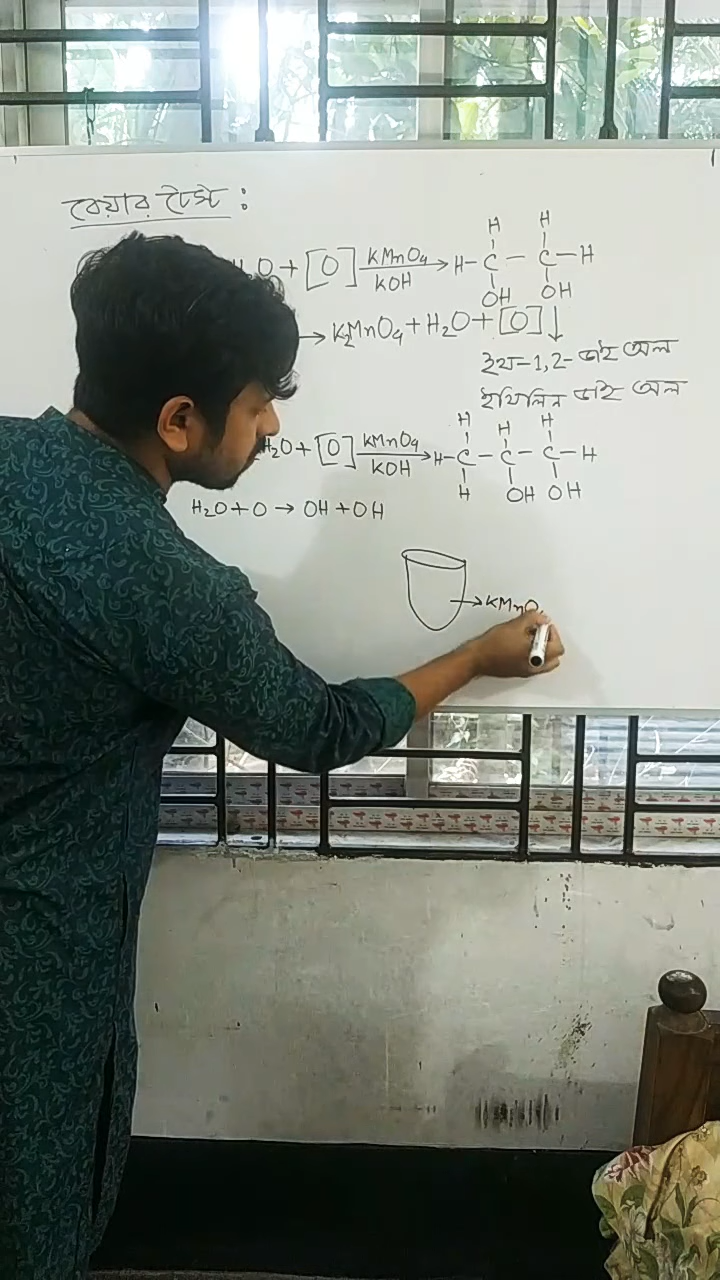 বেয়ার টেস্ট :
H₂O + [O] KMnO₄ / KOH → H-C-C-H
H H
OH OH
→ K₂MnO₄ + H₂O + [O]
ইথ-1,2-ডাই অল
ইথিলিন ডাই অল
H₂O + [O] KMnO₄ / KOH → H-C-C-C-H
H H H
H OH OH
H₂O + O → OH + OH
→ KMnO